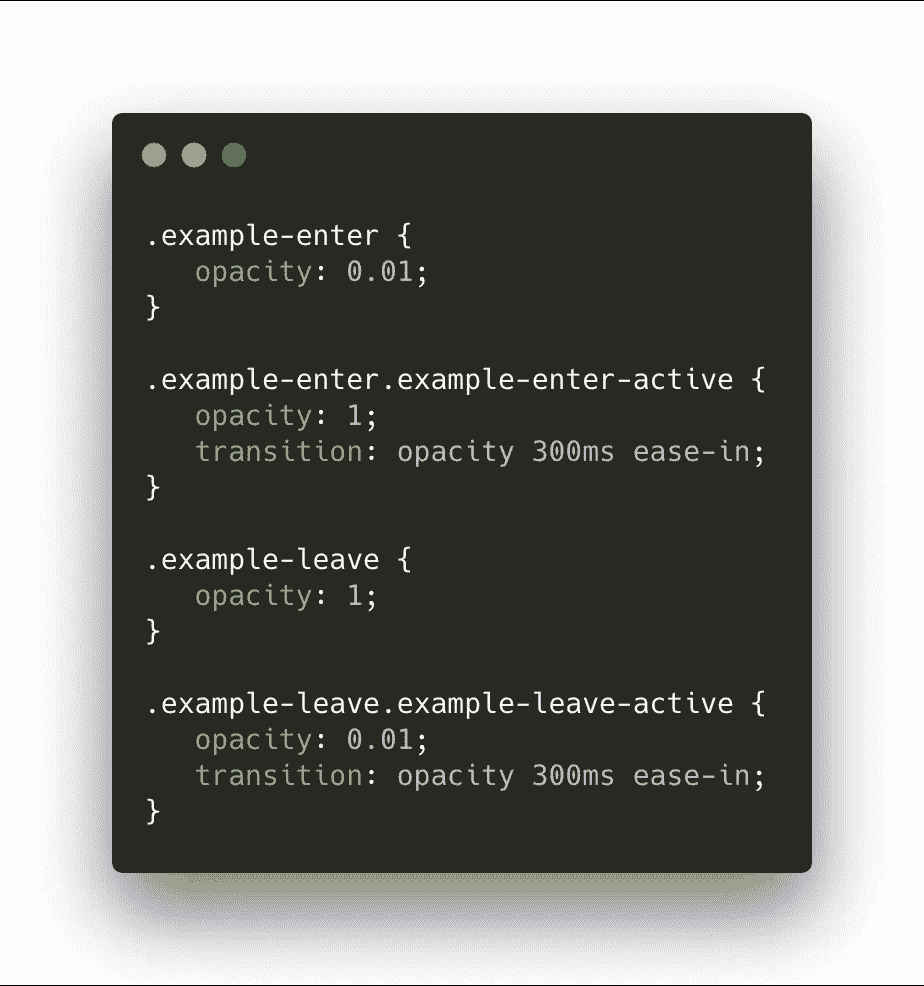 .example-enter {
   opacity: 0.01;
}

.example-enter.example-enter-active {
   opacity: 1;
   transition: opacity 300ms ease-in;
}

.example-leave {
   opacity: 1;
}

.example-leave.example-leave-active {
   opacity: 0.01;
   transition: opacity 300ms ease-in;
}